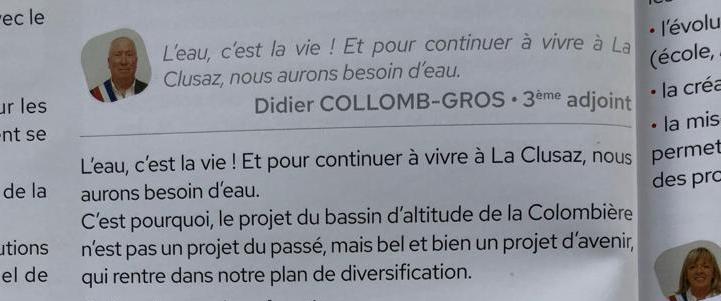 L'eau, c'est la vie ! Et pour continuer à vivre à La
Clusaz, nous aurons besoin d'eau.
Didier COLLOMB-GROS • 3ème adjoint
L'eau, c'est la vie ! Et pour continuer à vivre à La Clusaz, nous
aurons besoin d'eau.
C'est pourquoi, le projet du bassin d'altitude de la Colombière
n'est pas un projet du passé, mais bel et bien un projet d'avenir,
qui rentre dans notre plan de diversification.
le
ur les
nt se
de la
el de
• l'évolu
(école,
• la créa
• la mis
permet
des pro